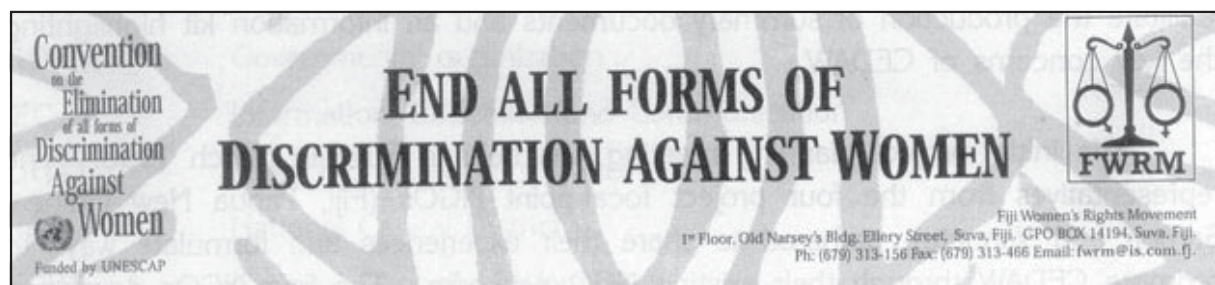 Convention
on the
Elimination
of all forms of
Discrimination
Against
Women
Funded by UNESCAP
END ALL FORMS OF
DISCRIMINATION AGAINST WOMEN
FWRM
Fiji Women's Rights Movement
1st Floor, Old Narsey's Bldg, Ellery Street, Suva, Fiji. GPO BOX 14194, Suva, Fiji.
Ph: (679) 313-156 Fax: (679) 313-466 Email: fwrm@is.com.fj.